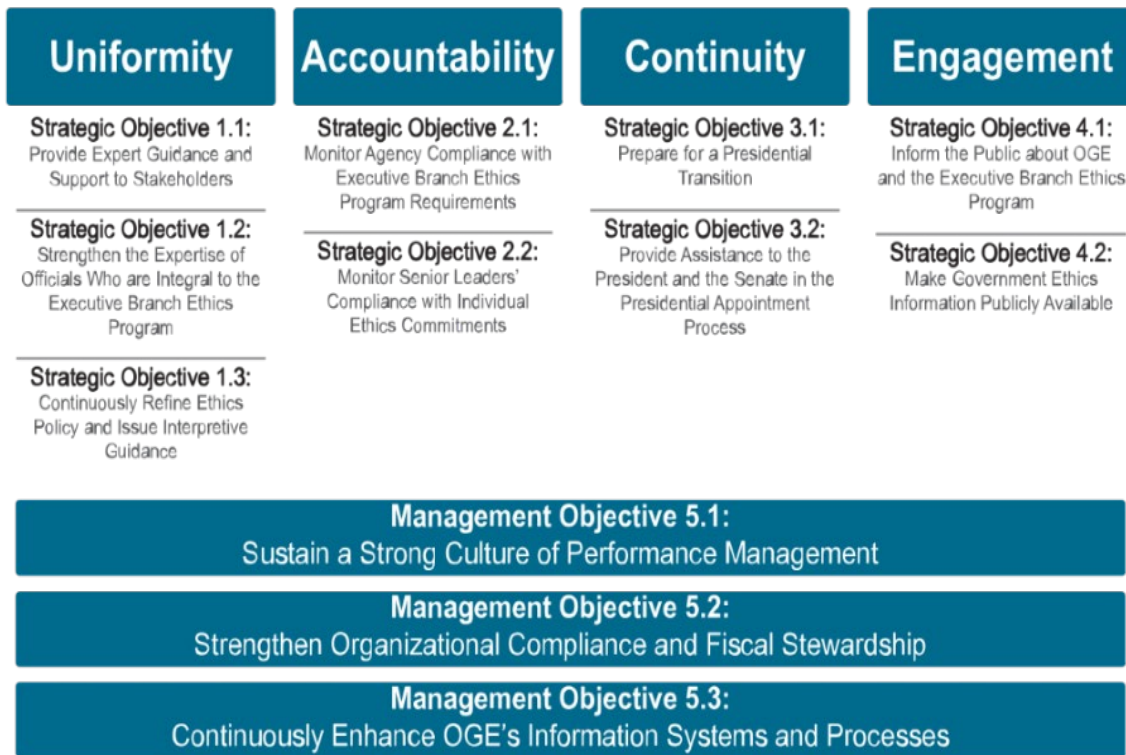 Uniformity
Strategic Objective 1.1:
Provide Expert Guidance and
Support to Stakeholders
Strategic Objective 1.2:
Strengthen the Expertise of
Officials Who are Integral to the
Executive Branch Ethics
Program
Strategic Objective 1.3:
Continuously Refine Ethics
Policy and Issue Interpretive
Guidance
Accountability
Strategic Objective 2.1:
Monitor Agency Compliance with
Executive Branch Ethics
Program Requirements
Strategic Objective 2.2:
Monitor Senior Leaders'
Compliance with Individual
Ethics Commitments
Continuity
Strategic Objective 3.1:
Prepare for a Presidential
Transition
Strategic Objective 3.2:
Provide Assistance to the
President and the Senate in the
Presidential Appointment
Process
Engagement
Strategic Objective 4.1:
Inform the Public about OGE
and the Executive Branch Ethics
Program
Strategic Objective 4.2:
Make Government Ethics
Information Publicly Available
Management Objective 5.1:
Sustain a Strong Culture of Performance Management
Management Objective 5.2:
Strengthen Organizational Compliance and Fiscal Stewardship
Management Objective 5.3:
Continuously Enhance OGE's Information Systems and Processes